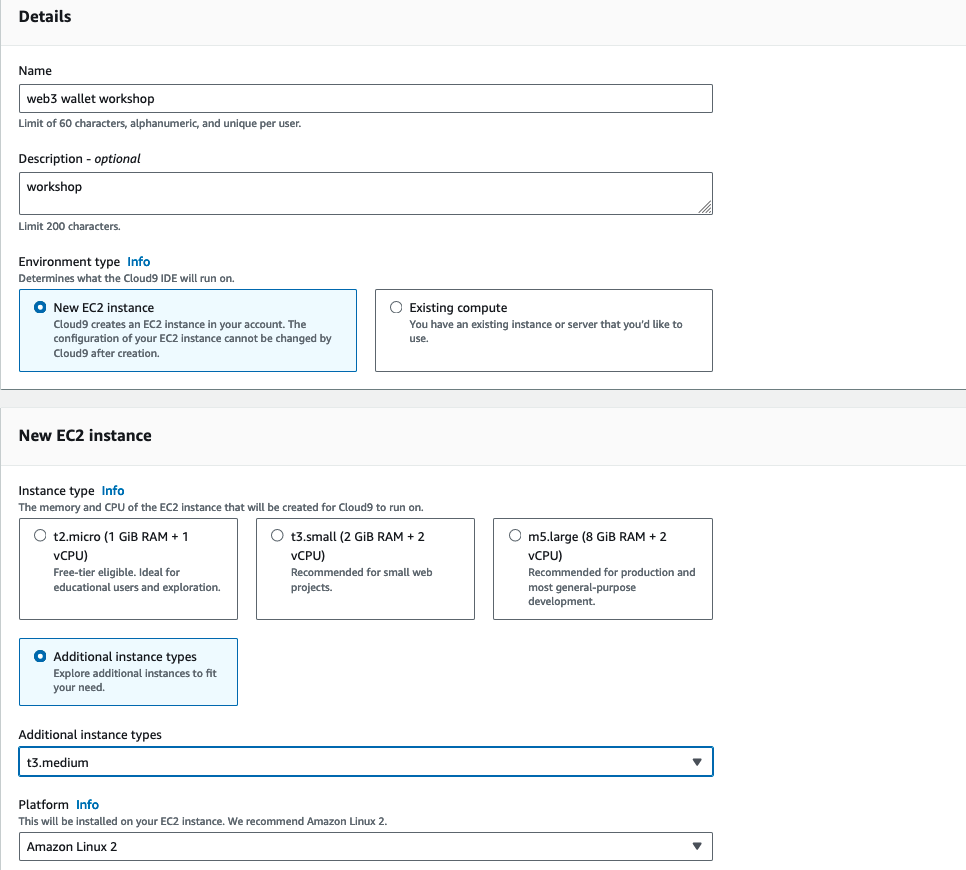 Details
Name
web3 wallet workshop
Limit of 60 characters, alphanumeric, and unique per user.
Description - optional
workshop
Limit 200 characters.
Environment type Info
Determines what the Cloud9 IDE will run on.
New EC2 instance
Cloud9 creates an EC2 instance in your account. The
configuration of your EC2 instance cannot be changed by
Cloud9 after creation.
Existing compute
You have an existing instance or server that you'd like to
use.
New EC2 instance
Instance type Info
The memory and CPU of the EC2 instance that will be created for Cloud9 to run on.
t2.micro (1 GiB RAM + 1
vCPU)
Free-tier eligible. Ideal for
educational users and exploration.
t3.small (2 GiB RAM + 2
vCPU)
Recommended for small web
projects.
m5.large (8 GiB RAM + 2
vCPU)
Recommended for production and
most general-purpose
development.
Additional instance types
Explore additional instances to fit
your need.
Additional instance types
t3.medium
Platform Info
This will be installed on your EC2 instance. We recommend Amazon Linux 2.
Amazon Linux 2